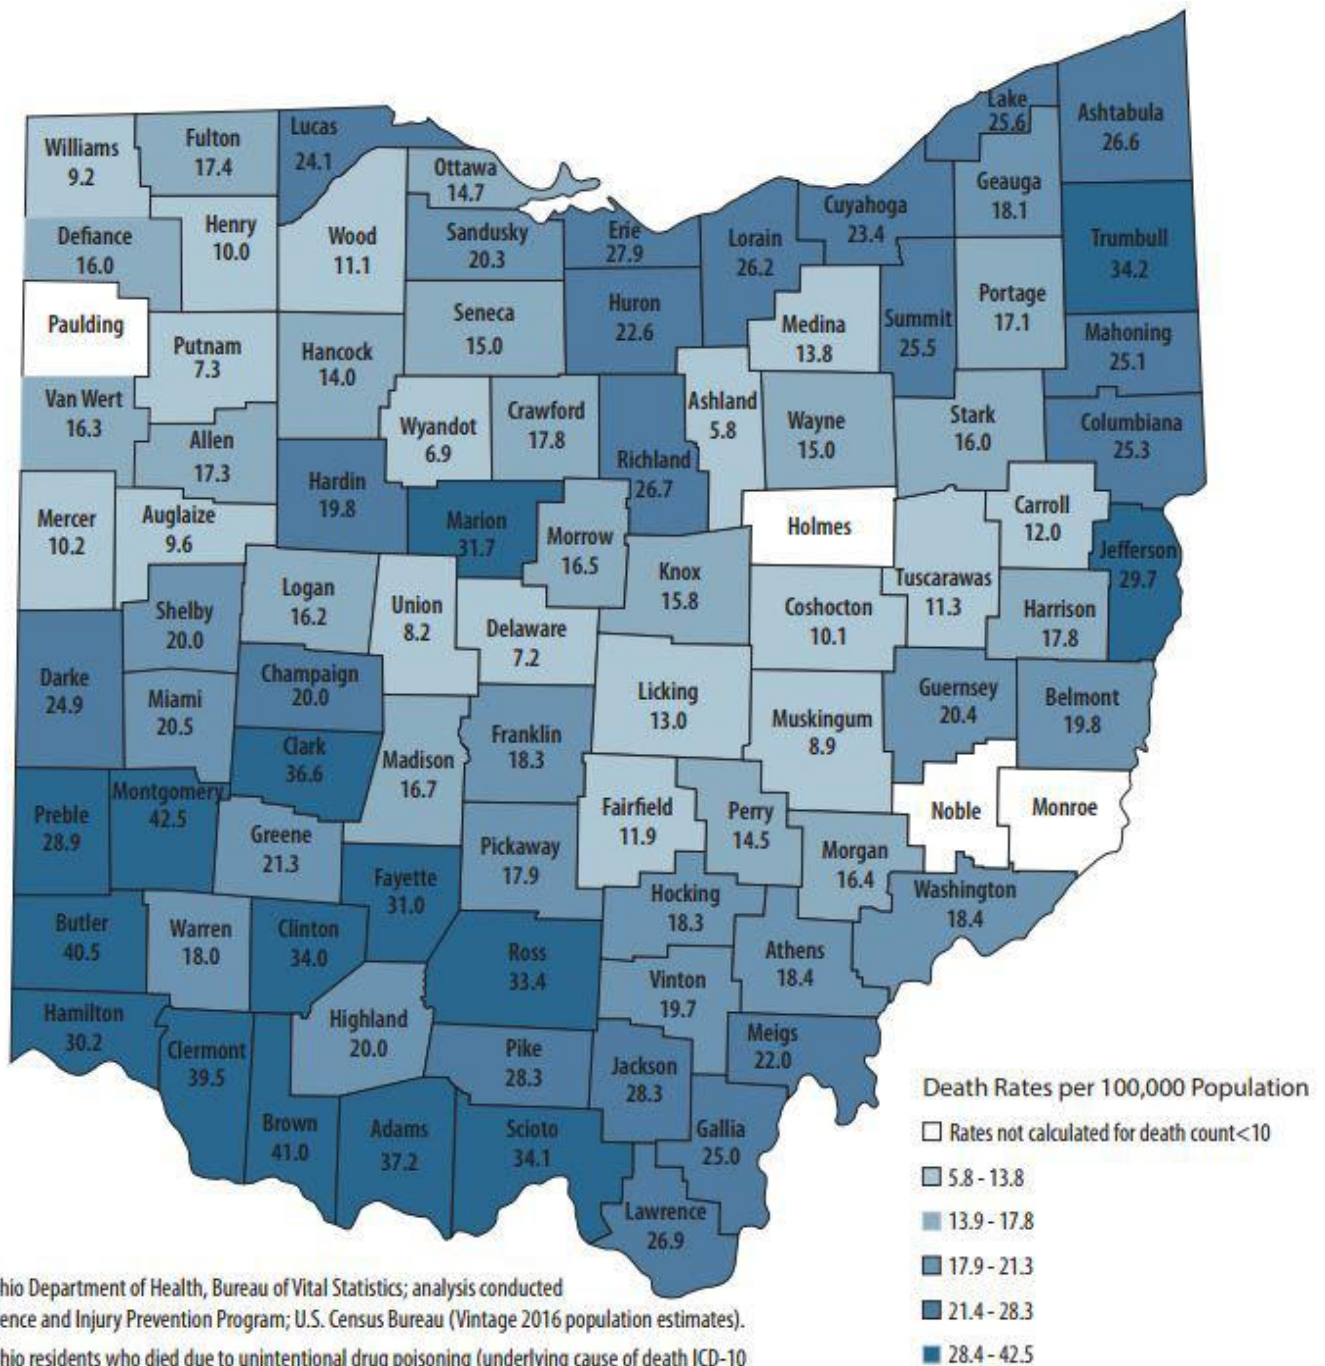 Lake
25.6
Ashtabula
26.6
Williams
9.2
Fulton
17.4
Lucas
24.1
Ottawa
14.7
Geauga
18.1
Cuyahoga
23.4
Defiance
16.0
Henry
10.0
Wood
11.1
Sandusky
20.3
Erie
27.9
Lorain
26.2
Trumbull
34.2
Paulding
Putnam
7.3
Hancock
14.0
Seneca
15.0
Huron
22.6
Medina
13.8
Summit
25.5
Portage
17.1
Mahoning
25.1
Van Wert
16.3
Allen
17.3
Wyandot
6.9
Crawford
17.8
Richland
26.7
Ashland
5.8
Wayne
15.0
Stark
16.0
Columbiana
25.3
Hardin
19.8
Mercer
10.2
Auglaize
9.6
Marion
31.7
Morrow
16.5
Holmes
Carroll
12.0
Jefferson
29.7
Logan
16.2
Union
8.2
Knox
15.8
Coshocton
10.1
Tuscarawas
11.3
Harrison
17.8
Shelby
20.0
Delaware
7.2
Darke
24.9
Miami
20.5
Champaign
20.0
Licking
13.0
Muskingum
8.9
Guernsey
20.4
Belmont
19.8
Clark
36.6
Madison
16.7
Franklin
18.3
Preble
28.9
Montgomery
42.5
Greene
21.3
Fairfield
11.9
Perry
14.5
Noble
Monroe
Pickaway
17.9
Morgan
16.4
Washington
18.4
Fayette
31.0
Hocking
18.3
Butler
40.5
Warren
18.0
Clinton
34.0
Ross
33.4
Athens
18.4
Vinton
19.7
Hamilton
30.2
Highland
20.0
Clermont
39.5
Pike
28.3
Jackson
28.3
Meigs
22.0
Brown
41.0
Adams
37.2
Scioto
34.1
Gallia
25.0
Lawrence
26.9
Death Rates per 100,000 Population
Rates not calculated for death count<10
5.8 - 13.8
13.9 - 17.8
17.9 - 21.3
21.4 - 28.3
28.4 - 42.5
hio Department of Health, Bureau of Vital Statistics; analysis conducted
ence and Injury Prevention Program; U.S. Census Bureau (Vintage 2016 population estimates).
hio residents who died due to unintentional drug poisoning (underlying cause of death ICD-10